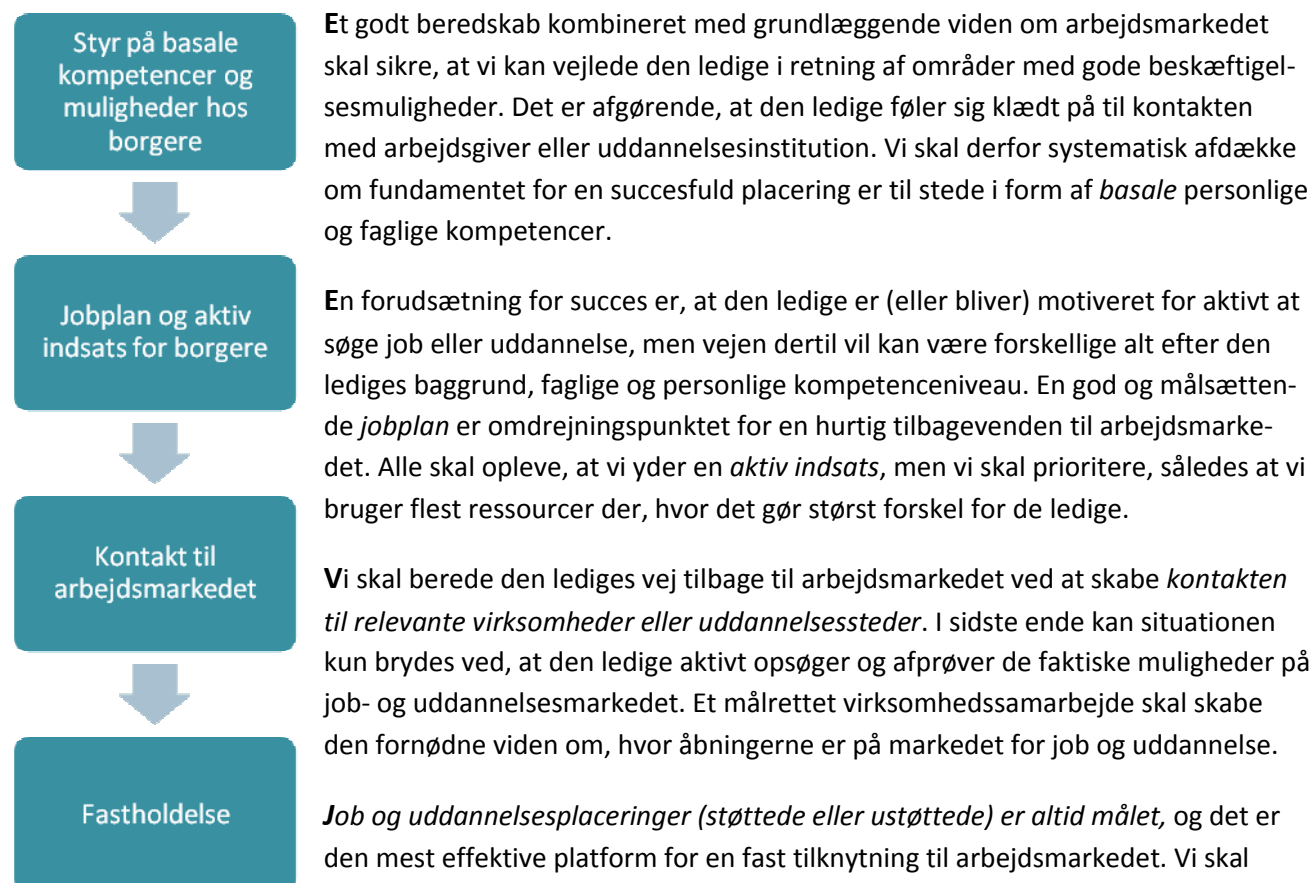 Styr på basale
kompetencer og
muligheder hos
borgere
Et godt beredskab kombineret med grundlæggende viden om arbejdsmarkedet
skal sikre, at vi kan vejlede den ledige i retning af områder med gode beskæftigel-
sesmuligheder. Det er afgørende, at den ledige føler sig klædt på til kontakten
med arbejdsgiver eller uddannelsesinstitution. Vi skal derfor systematisk afdække
om fundamentet for en succesfuld placering er til stede i form af basale personlige
og faglige kompetencer.
Jobplan og aktiv
indsats for borgere
En forudsætning for succes er, at den ledige er (eller bliver) motiveret for aktivt at
søge job eller uddannelse, men vejen dertil vil kan være forskellige alt efter den
lediges baggrund, faglige og personlige kompetenceniveau. En god og målsætten-
de jobplan er omdrejningspunktet for en hurtig tilbagevenden til arbejdsmarke-
det. Alle skal opleve, at vi yder en aktiv indsats, men vi skal prioritere, således at vi
bruger flest ressourcer der, hvor det gør størst forskel for de ledige.
Kontakt til
arbejdsmarkedet
Vi skal berede den lediges vej tilbage til arbejdsmarkedet ved at skabe kontakten
til relevante virksomheder eller uddannelsessteder. I sidste ende kan situationen
kun brydes ved, at den ledige aktivt opsøger og afprøver de faktiske muligheder på
job- og uddannelsesmarkedet. Et målrettet virksomhedssamarbejde skal skabe
den fornødne viden om, hvor åbningerne er på markedet for job og uddannelse.
Fastholdelse
Job og uddannelsesplaceringer (støttede eller ustøttede) er altid målet, og det er
den mest effektive platform for en fast tilknytning til arbejdsmarkedet. Vi skal